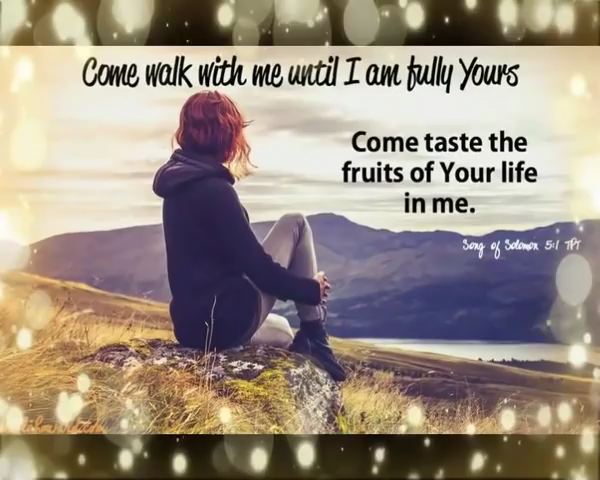 Come walk with me until I am fully Yours
Come taste the
fruits of Your life
in me.
Song of Solomon 5:1 TPT